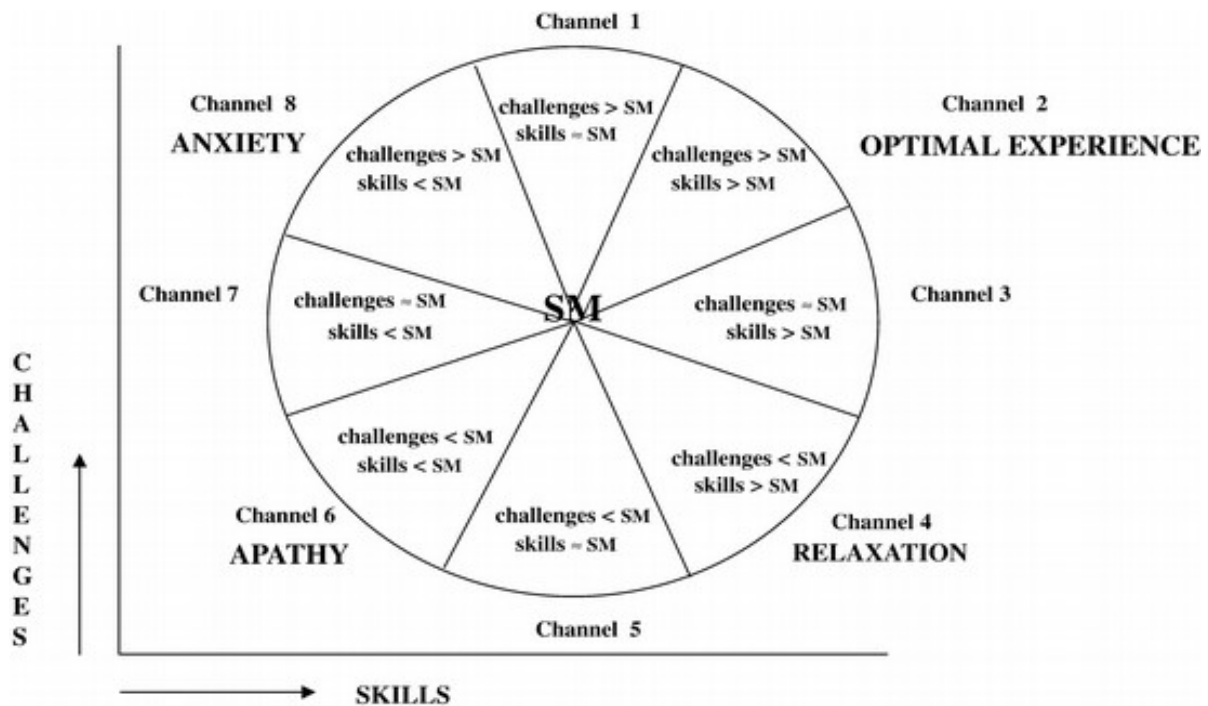 Channel 1
Channel 8
ANXIETY
Channel 2
OPTIMAL EXPERIENCE
challenges > SM
skills ≈ SM
challenges > SM
skills < SM
challenges > SM
skills > SM
Channel 7
challenges ≈ SM
skills < SM
SM
challenges ≈ SM
skills > SM
Channel 3
challenges < SM
skills < SM
challenges < SM
skills > SM
Channel 6
APATHY
challenges < SM
skills ≈ SM
Channel 4
RELAXATION
Channel 5
CHALLENGES
SKILLS